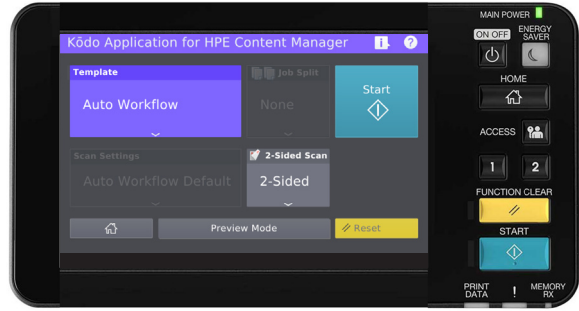 Kōdo Application for HPE Content Manager
i
?
Template
Auto Workflow
Job Split
None
Start
Scan Settings
Auto Workflow Default
2-Sided Scan
2-Sided
Preview Mode
Reset
MAIN POWER
ON OFF
ENERGY
SAVER
HOME
ACCESS
1
2
FUNCTION CLEAR
START
PRINT
DATA
!
MEMORY
RX